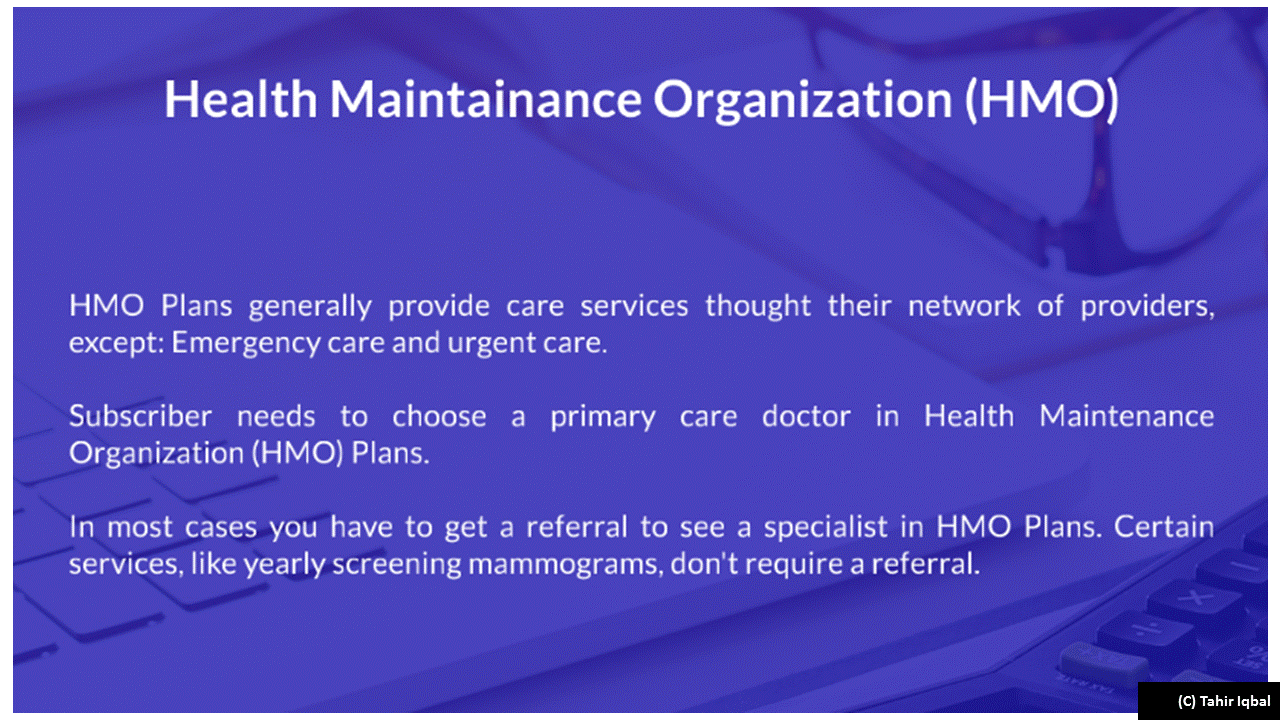 Health Maintainance Organization (HMO)
HMO Plans generally provide care services thought their network of providers,
except: Emergency care and urgent care.
Subscriber needs to choose a primary care doctor in Health Maintenance
Organization (HMO) Plans.
In most cases you have to get a referral to see a specialist in HMO Plans. Certain
services, like yearly screening mammograms, don't require a referral.
TAX RATE
SET
(C) Tahir Iqbal